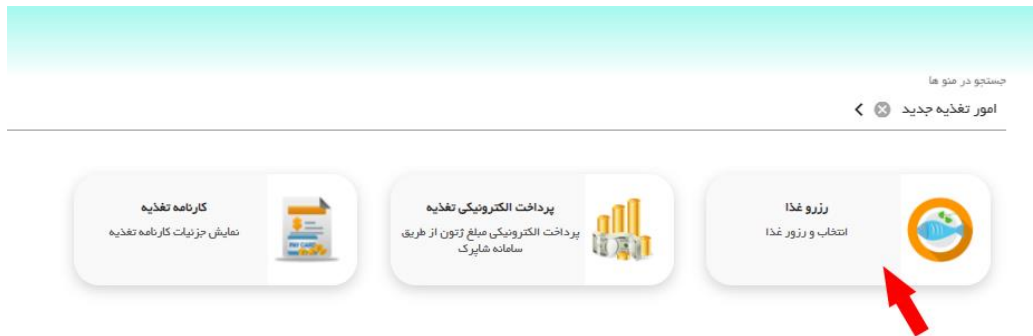 جستجو در منو ها
امور تغذیه جدید
رزرو غذا
انتخاب و رزور غذا
پرداخت الکترونیکی تغذیه
پرداخت الکترونیکی مبلغ ژتون از طریق
سامانه شاپرک
کارنامه تغذیه
نمایش جزئیات کارنامه تغذیه